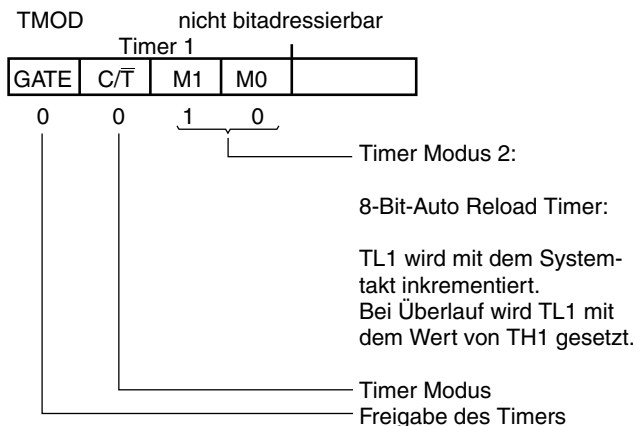 TMOD nicht bitadressierbar
Timer 1
GATE C/T̅ M1 M0
0 0 1 0
Timer Modus 2:
8-Bit-Auto Reload Timer:
TL1 wird mit dem System-
takt inkrementiert.
Bei Überlauf wird TL1 mit
dem Wert von TH1 gesetzt.
Timer Modus
Freigabe des Timers